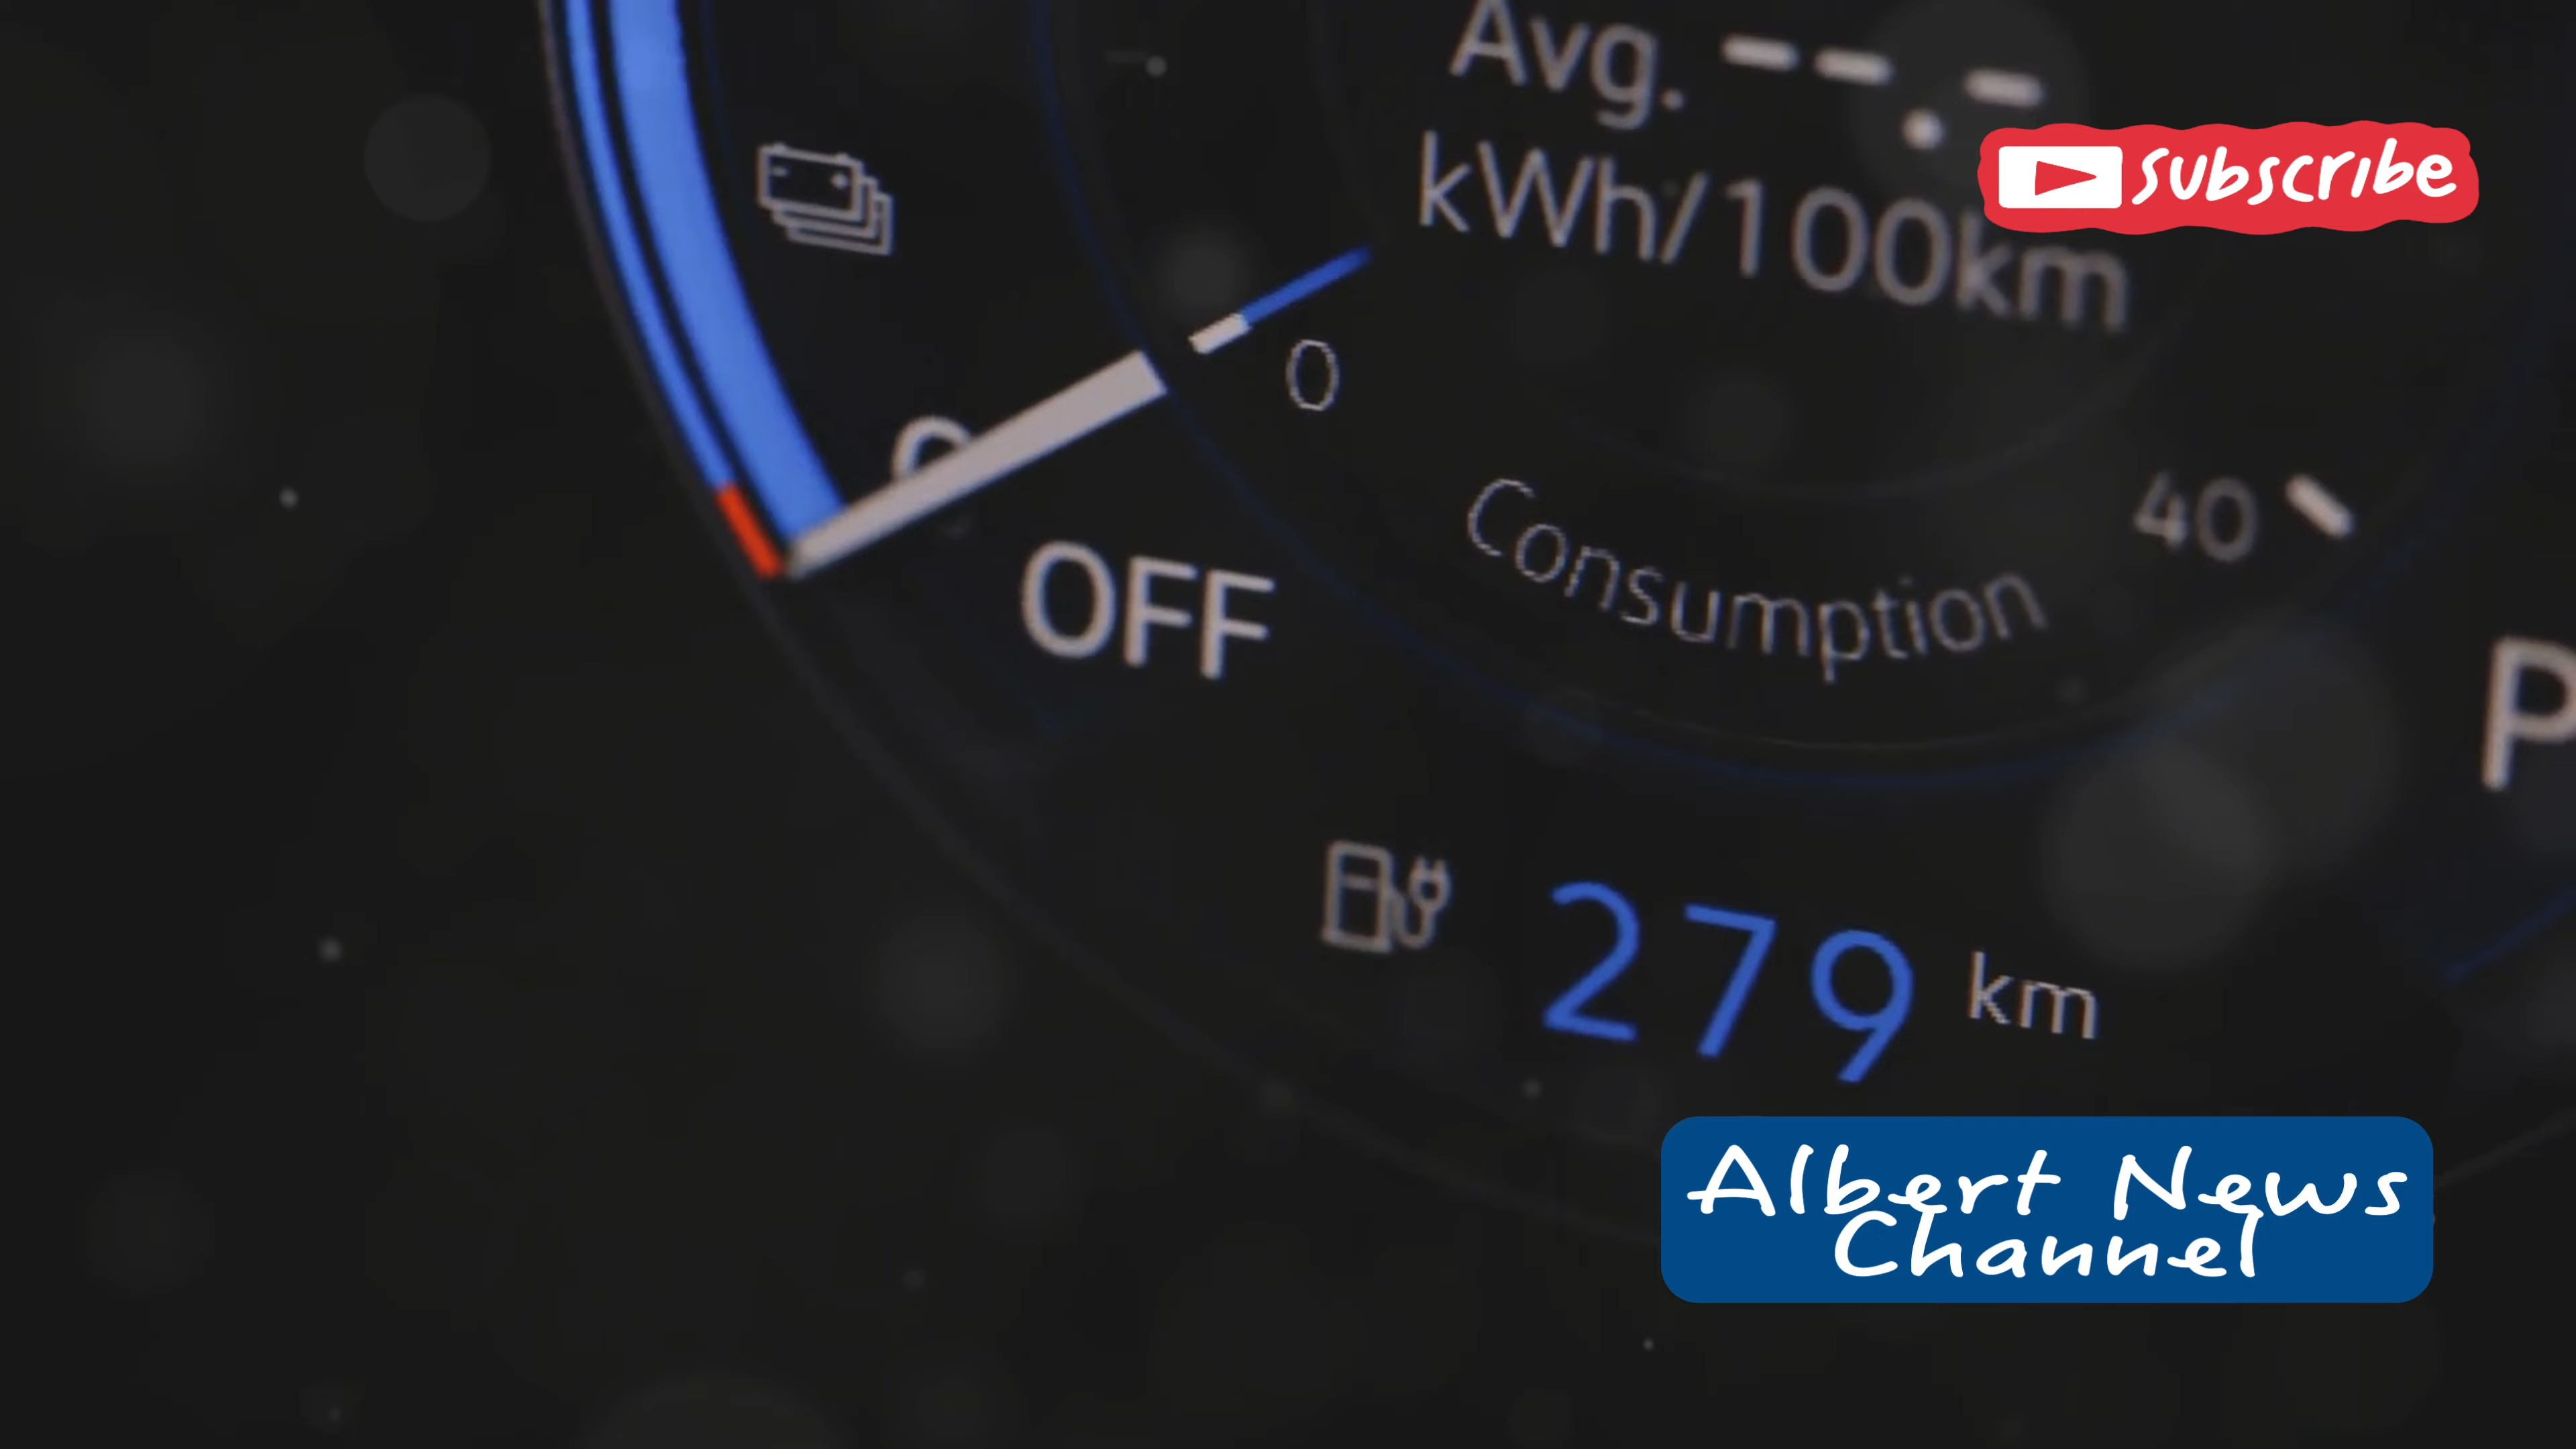 Avg. --.-
kWh/100km
Subscribe
0
40
Consumption
OFF
P
279 km
Albert News
Channel